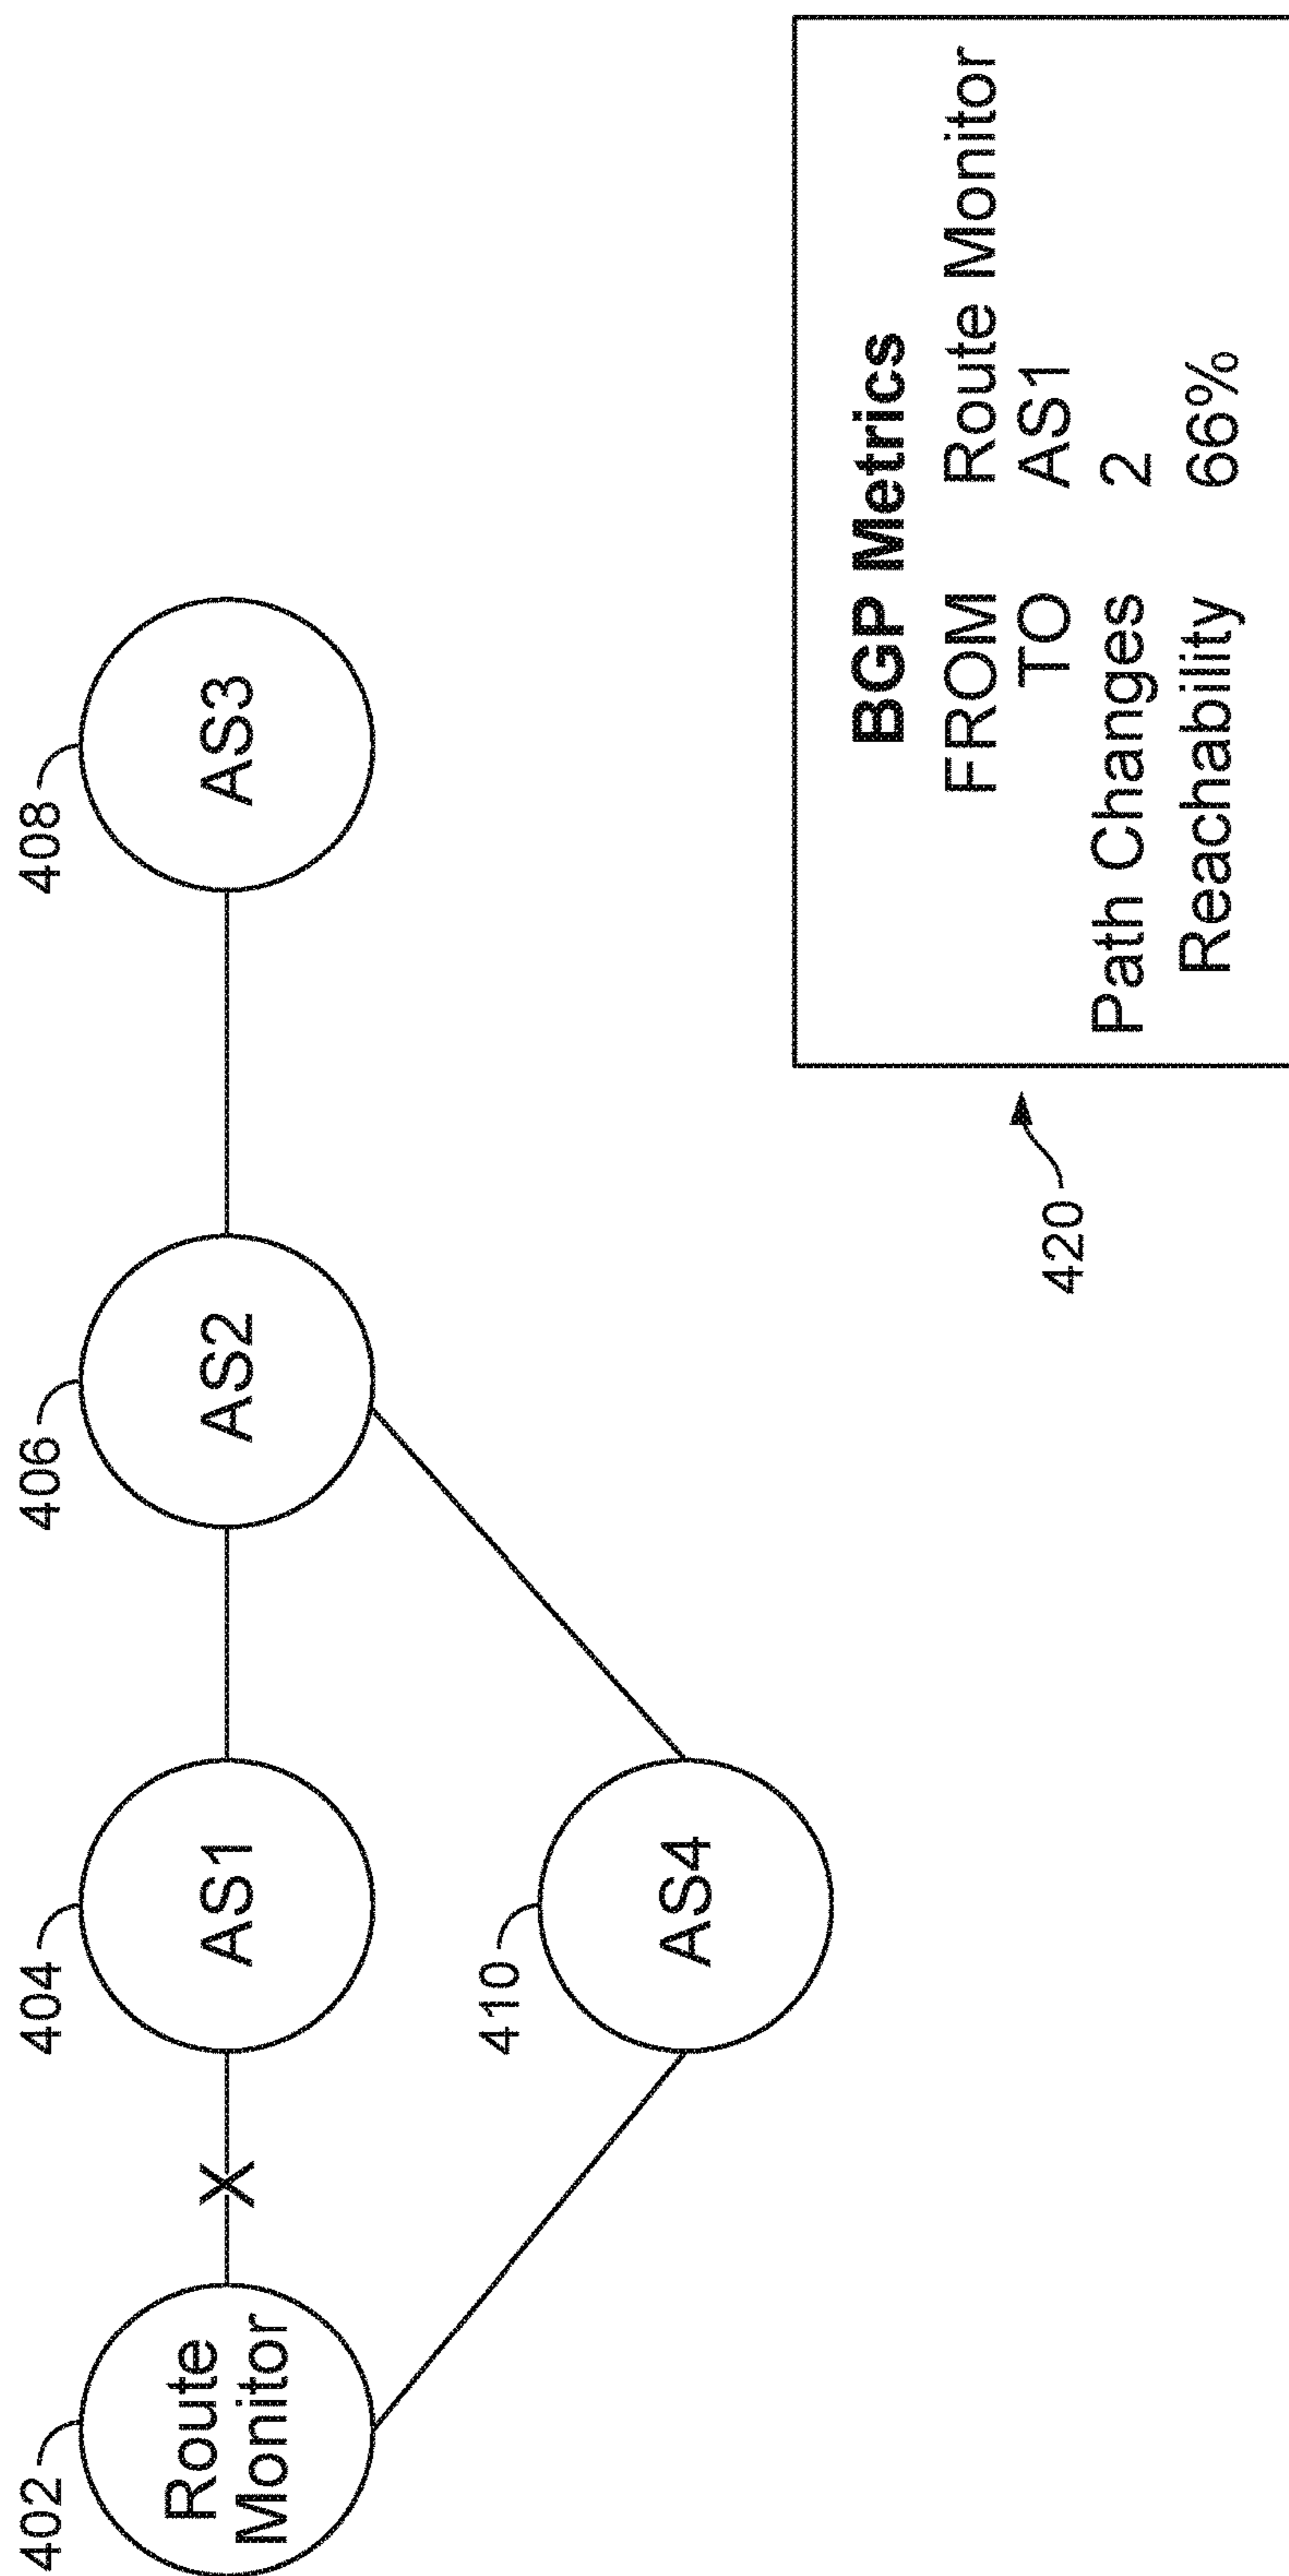 402
Route
Monitor
X
404
AS1
406
AS2
408
AS3
410
AS4
420
BGP Metrics
FROM Route Monitor
TO AS1
Path Changes 2
Reachability 66%